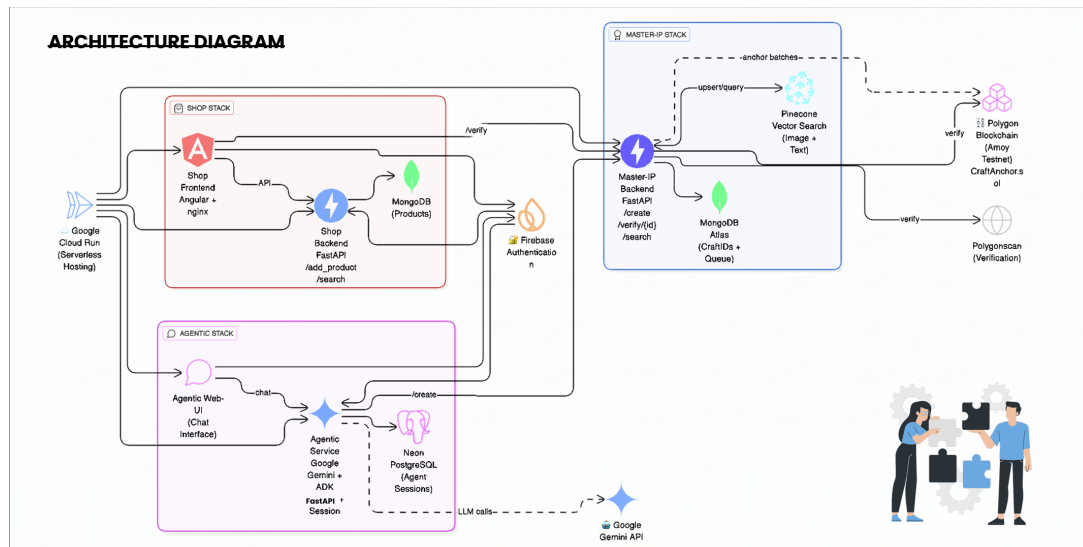 ARCHITECTURE DIAGRAM
MASTER-IP STACK
anchor batches
SHOP STACK
upsert/query
/verify
Pinecone
Vector Search
(Image +
Text)
Polygon
Blockchain
(Amoy
Testnet)
CraftAnchor.s
ol
verify
Shop
Frontend
Angular +
nginx
API
MongoDB
(Products)
Master-IP
Backend
FastAPI
/create
/verify/{id}
/search
MongoDB
Atlas
(CraftIDs +
Queue)
verify
Polygonscan
(Verification)
Google
Cloud Run
(Serverless
Hosting)
Shop
Backend
FastAPI
/add_product
/search
Firebase
Authenticatio
n
AGENTIC STACK
Agentic Web-
UI
(Chat
Interface)
chat
/create
Agentic
Service
Google
Gemini +
ADK
FastAPI +
Session
Neon
PostgreSQL
(Agent
Sessions)
LLM calls
Google
Gemini API